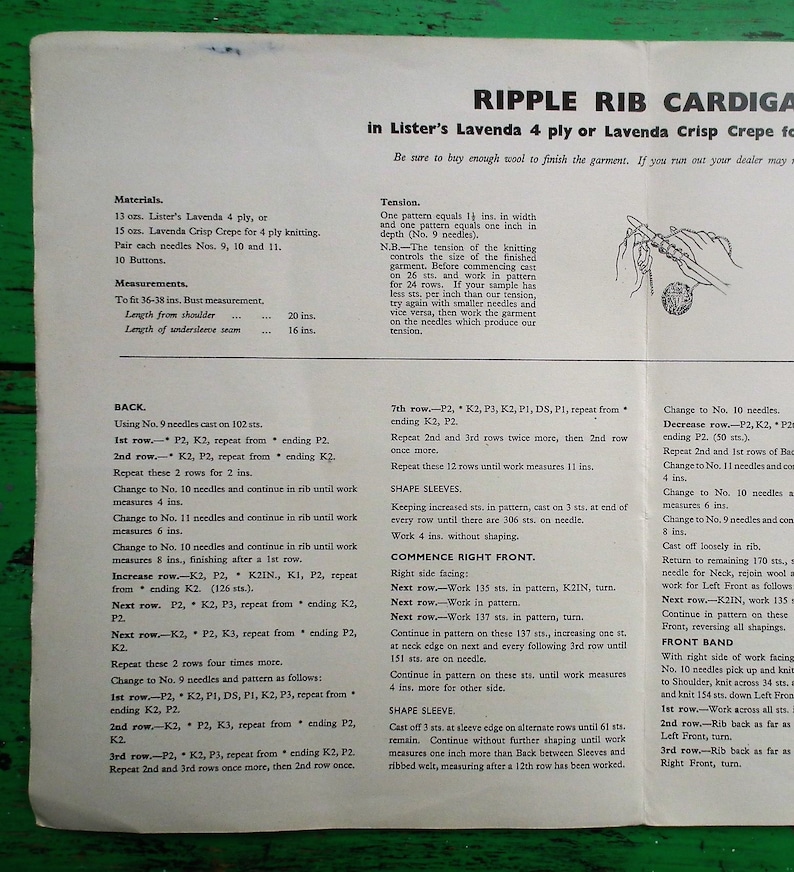 RIPPLE RIB CARDIGA
in Lister's Lavenda 4 ply or Lavenda Crisp Crepe fo
Be sure to buy enough wool to finish the garment. If you run out your dealer may
Materials.
13 ozs. Lister's Lavenda 4 ply, or
15 ozs. Lavenda Crisp Crepe for 4 ply knitting.
Pair each needles Nos. 9, 10 and 11.
10 Buttons.
Measurements.
To fit 36-38 ins. Bust measurement.
Length from shoulder ... ... 20 ins.
Length of undersleeve seam ... 16 ins.
Tension.
One pattern equals 1½ ins. in width
and one pattern equals one inch in
depth (No. 9 needles).
N.B.—The tension of the knitting
controls the size of the finished
garment. Before commencing cast
on 26 sts. and work in pattern
for 24 rows. If your sample has
less sts. per inch than our tension,
try again with smaller needles and
vice versa, then work the garment
on the needles which produce our
tension.
BACK.
Using No. 9 needles cast on 102 sts.
1st row.—* P2, K2, repeat from * ending P2.
2nd row.—* K2, P2, repeat from * ending K2.
Repeat these 2 rows for 2 ins.
Change to No. 10 needles and continue in rib until work
measures 4 ins.
Change to No. 11 needles and continue in rib until work
measures 6 ins.
Change to No. 10 needles and continue in rib until work
measures 8 ins., finishing after a 1st row.
Increase row.—K2, P2, * K2IN., K1, P2, repeat
from * ending K2. (126 sts.).
Next row. P2, * K2, P3, repeat from * ending K2,
P2.
Next row.—K2, * P2, K3, repeat from * ending P2,
K2.
Repeat these 2 rows four times more.
Change to No. 9 needles and pattern as follows:
1st row.—P2, * K2, P1, DS, P1, K2, P3, repeat from *
ending K2, P2.
2nd row.—K2, * P2, K3, repeat from * ending P2,
K2.
3rd row.—P2, * K2, P3, repeat from * ending K2, P2.
Repeat 2nd and 3rd rows once more, then 2nd row once.
7th row.—P2, * K2, P3, K2, P1, DS, P1, repeat from *
ending K2, P2.
Repeat 2nd and 3rd rows twice more, then 2nd row
once more.
Repeat these 12 rows until work measures 11 ins.
SHAPE SLEEVES.
Keeping increased sts. in pattern, cast on 3 sts. at end of
every row until there are 306 sts. on needle.
Work 4 ins. without shaping.
COMMENCE RIGHT FRONT.
Right side facing:
Next row.—Work 135 sts. in pattern, K2IN, turn.
Next row.—Work in pattern.
Next row.—Work 137 sts. in pattern, turn.
Continue in pattern on these 137 sts., increasing one st.
at neck edge on next and every following 3rd row until
151 sts. are on needle.
Continue in pattern on these sts. until work measures
4 ins. more for other side.
SHAPE SLEEVE.
Cast off 3 sts. at sleeve edge on alternate rows until 61 sts.
remain. Continue without further shaping until work
measures one inch more than Back between Sleeves and
ribbed welt, measuring after a 12th row has been worked.
Change to No. 10 needles.
Decrease row.—P2, K2, * P2t
ending P2. (50 sts.).
Repeat 2nd and 1st rows of Bac
Change to No. 11 needles and con
4 ins.
Change to No. 10 needles a
measures 6 ins.
Change to No. 9 needles and con
8 ins.
Cast off loosely in rib.
Return to remaining 170 sts., s
needle for Neck, rejoin wool a
work for Left Front as follows
Next row.—K2IN, work 135 s
Continue in pattern on these
Front, reversing all shapings.
FRONT BAND
With right side of work facing
No. 10 needles pick up and knit
to Shoulder, knit across 34 sts. a
and knit 154 sts. down Left Fron
1st row.—Work across all sts. i
2nd row.—Rib back as far as
Left Front, turn.
3rd row.—Rib back as far as
Right Front, turn.